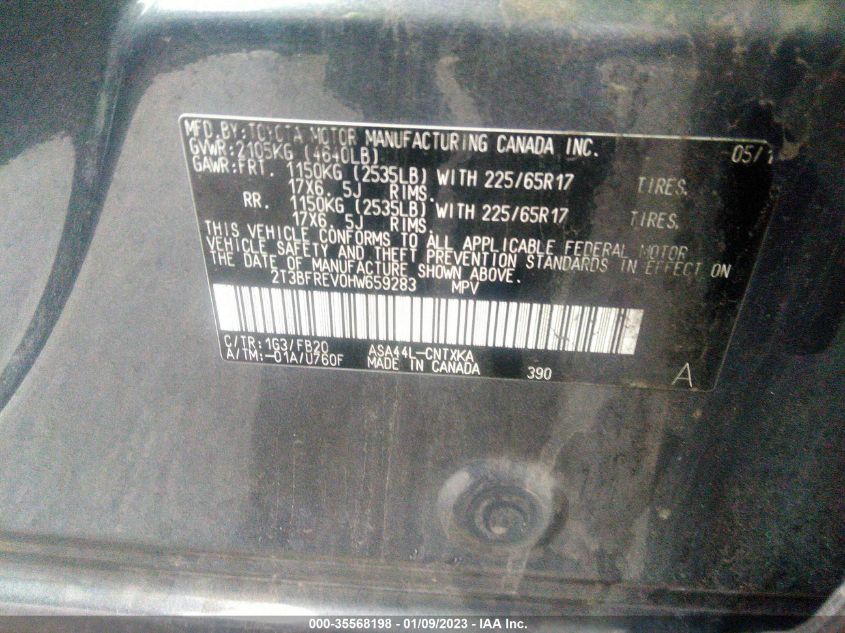 MFD.BY:TOYOTA MOTOR MANUFACTURING CANADA INC. 05/1
GVWR:2105KG (4640LB)
GAWR:FRT. 1150KG (2535LB) WITH 225/65R17 TIRES.
17X6. 5J RIMS.
RR. 1150KG (2535LB) WITH 225/65R17 TIRES.
17X6. 5J RIMS.
THIS VEHICLE CONFORMS TO ALL APPLICABLE FEDERAL MOTOR
VEHICLE SAFETY AND THEFT PREVENTION STANDARDS IN EFFECT ON
THE DATE OF MANUFACTURE SHOWN ABOVE.
2T3BFREV0HW659283 MPV
C/TR:1G3/FB20 ASA44L-CNTXKA
A/TM:-01A/U760F MADE IN CANADA 390 A
000-35568198 - 01/09/2023 - IAA Inc.